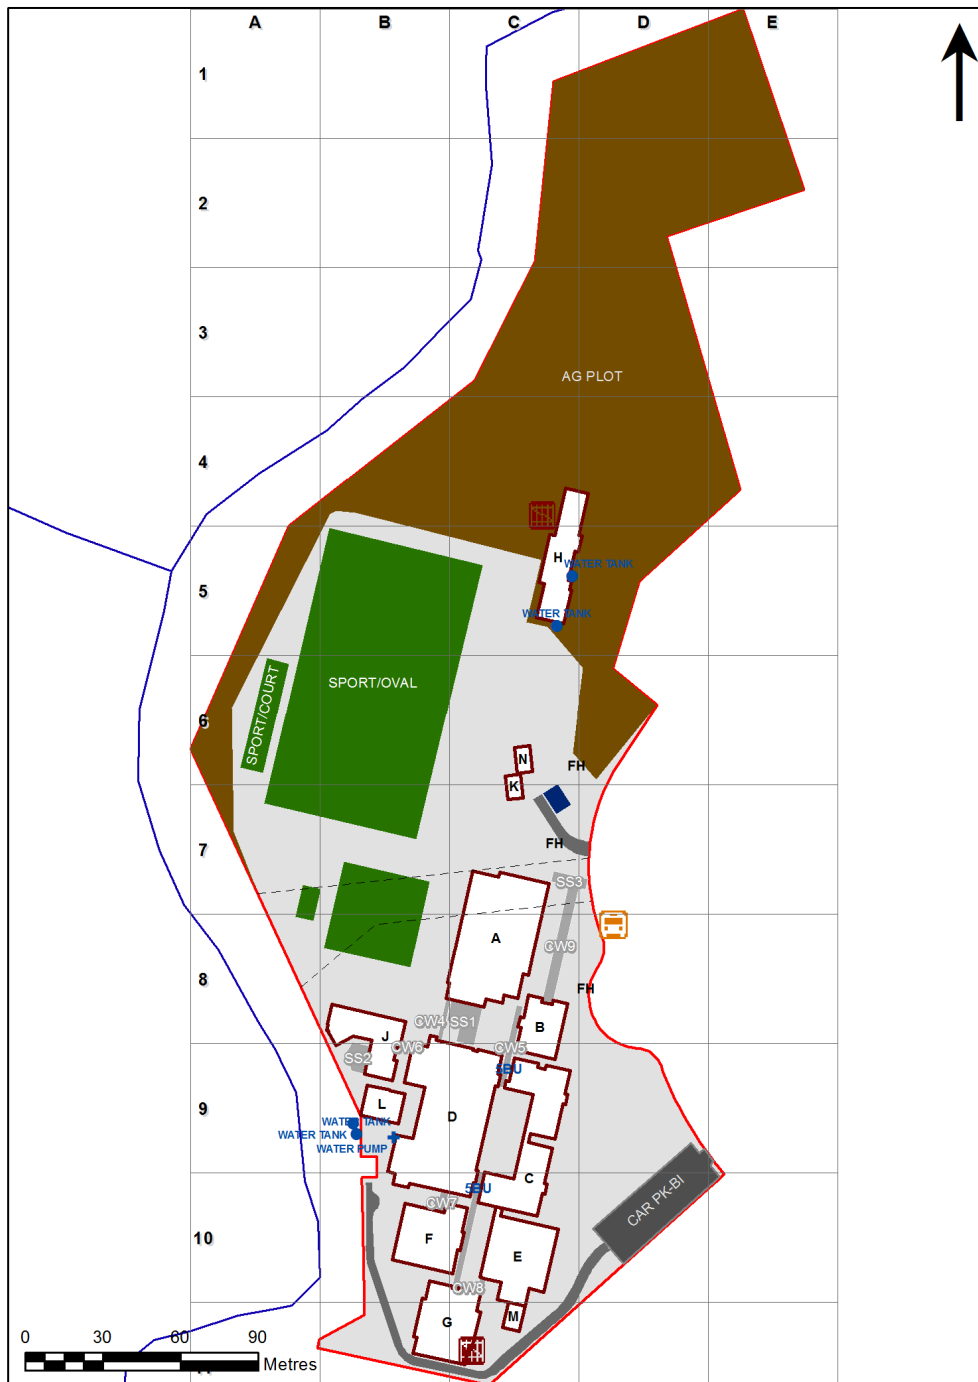 A B C D E
1
2
3
AG PLOT
4
H
WATER TANK
5
WATER TANK
SPORT/OVAL
SPORT/COURT
6
N
FH
K
FH
7
SS3
A
CW9
8
FH
CW4 SS1
B
J
CW6
CW5
SS2
5BU
L
9
D
WATER TANK
WATER TANK
WATER PUMP
C
5BU
CW7
CAR PK-BI
F
10
E
CW8
M
G
0 30 60 90
Metres